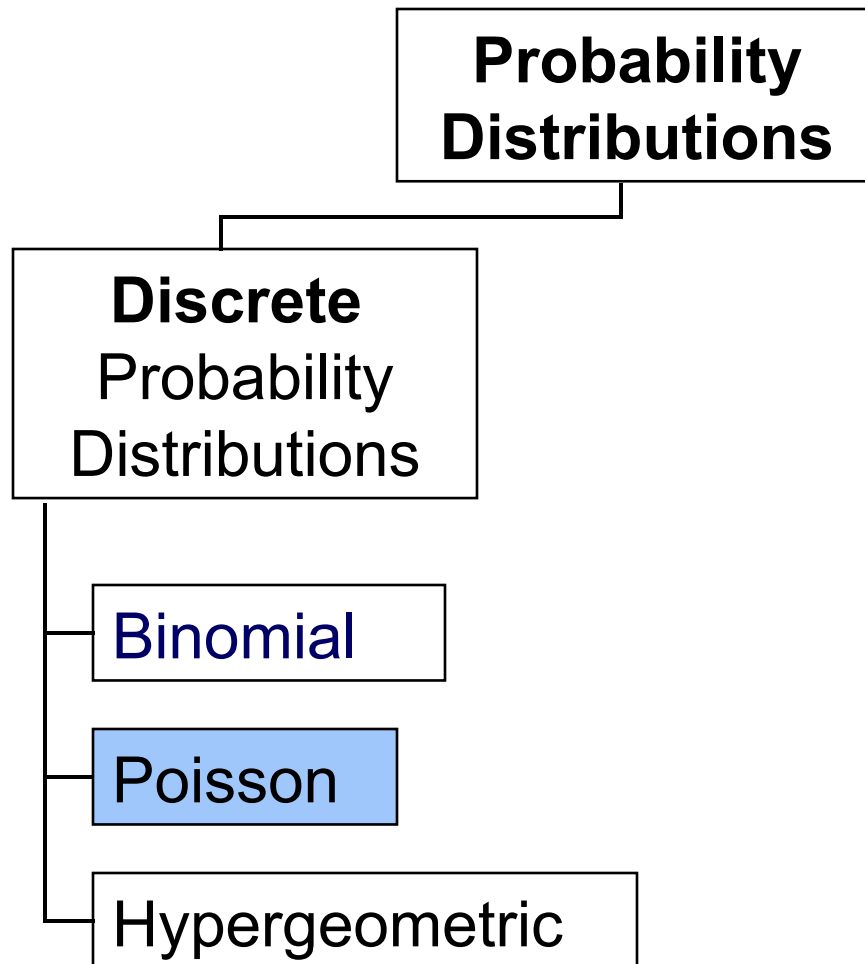 Probability
Distributions
Discrete
Probability
Distributions
Binomial
Poisson
Hypergeometric